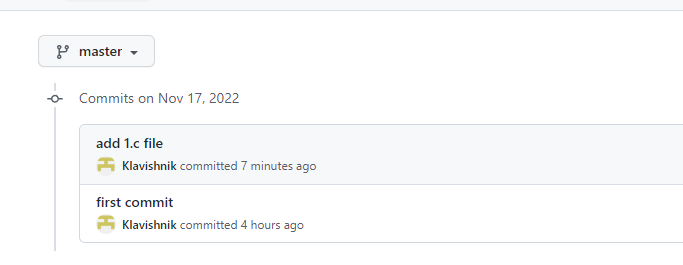 master
Commits on Nov 17, 2022
add 1.c file
Klavishnik committed 7 minutes ago
first commit
Klavishnik committed 4 hours ago